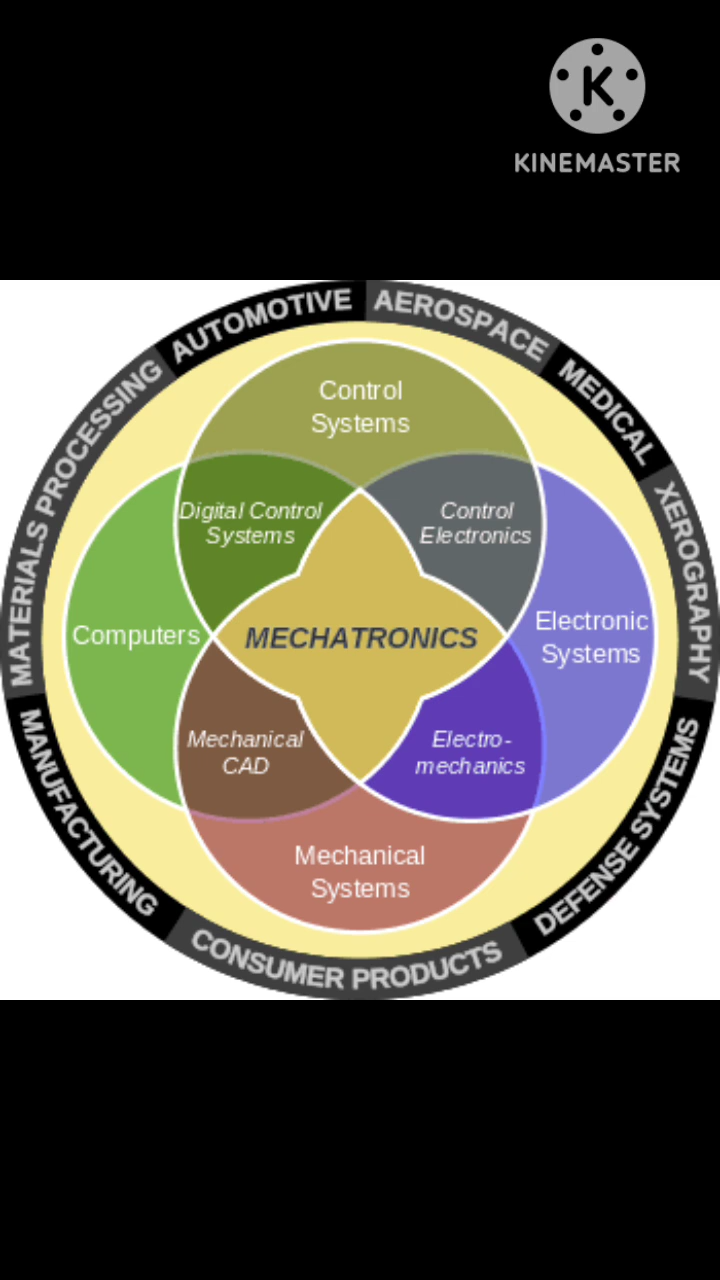 KINEMASTER
AUTOMOTIVE
AEROSPACE
MEDICAL
XEROGRAPHY
DEFENSE SYSTEMS
CONSUMER PRODUCTS
MANUFACTURING
MATERIALS PROCESSING
Control
Systems
Digital Control
Systems
Control
Electronics
Computers
MECHATRONICS
Electronic
Systems
Mechanical
CAD
Electro-
mechanics
Mechanical
Systems